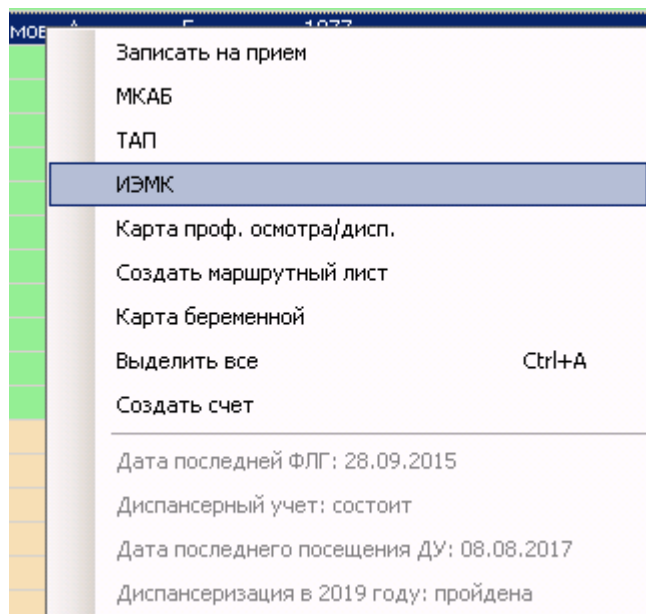 Записать на прием
МКАБ
ТАП
ИЭМК
Карта проф. осмотра/дисп.
Создать маршрутный лист
Карта беременной
Выделить все Ctrl+A
Создать счет
Дата последней ФЛГ: 28.09.2015
Диспансерный учет: состоит
Дата последнего посещения ДУ: 08.08.2017
Диспансеризация в 2019 году: пройдена